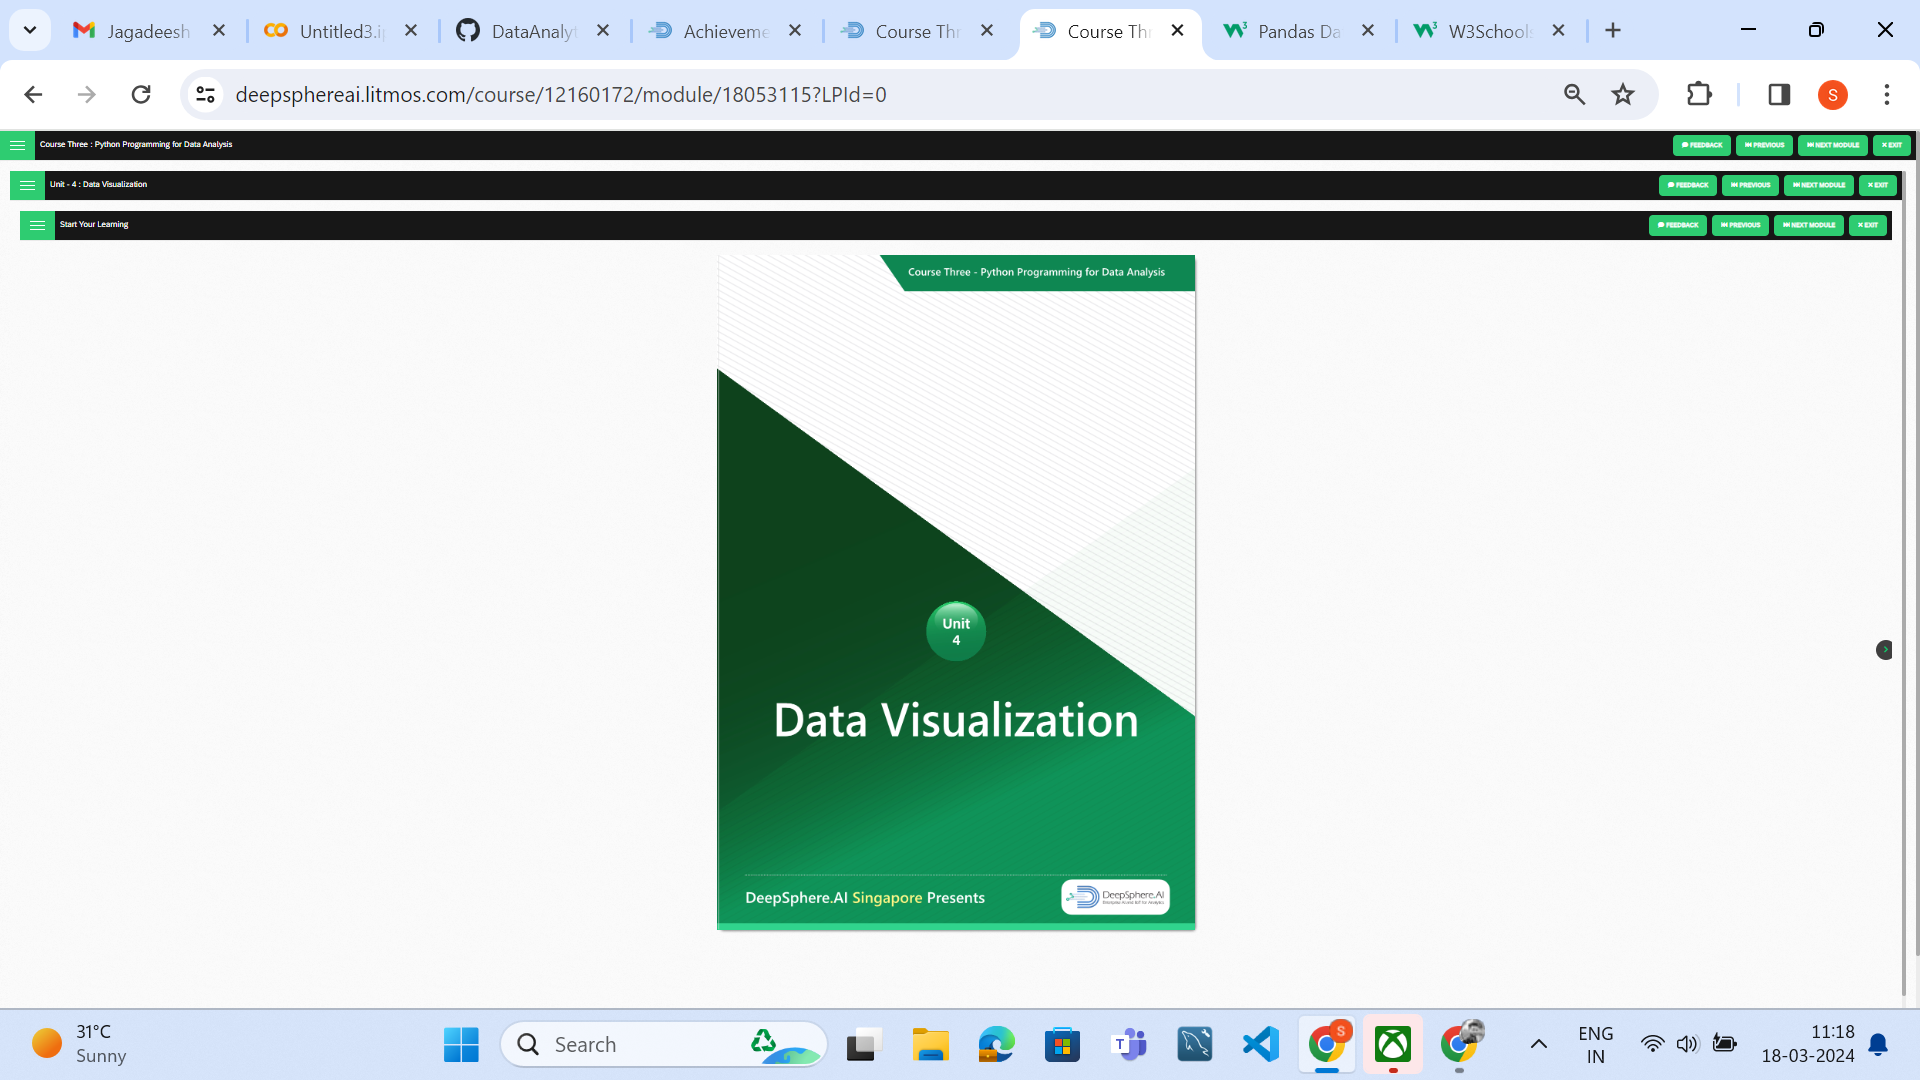 Jagadeesh
Untitled3.i
DataAnaly
Achieveme
Course Th
Course Th
Pandas Da
W3School
deepsphereai.litmos.com/course/12160172/module/18053115?LPId=0
S
Course Three : Python Programming for Data Analysis
FEEDBACK
PREVIOUS
NEXT MODULE
EXIT
Unit - 4 : Data Visualization
FEEDBACK
PREVIOUS
NEXT MODULE
EXIT
Start Your Learning
FEEDBACK
PREVIOUS
NEXT MODULE
EXIT
Course Three - Python Programming for Data Analysis
Unit
4
Data Visualization
DeepSphere.AI Singapore Presents
DeepSphere.AI
31°C
Sunny
Search
S
ENG
IN
11:18
18-03-2024